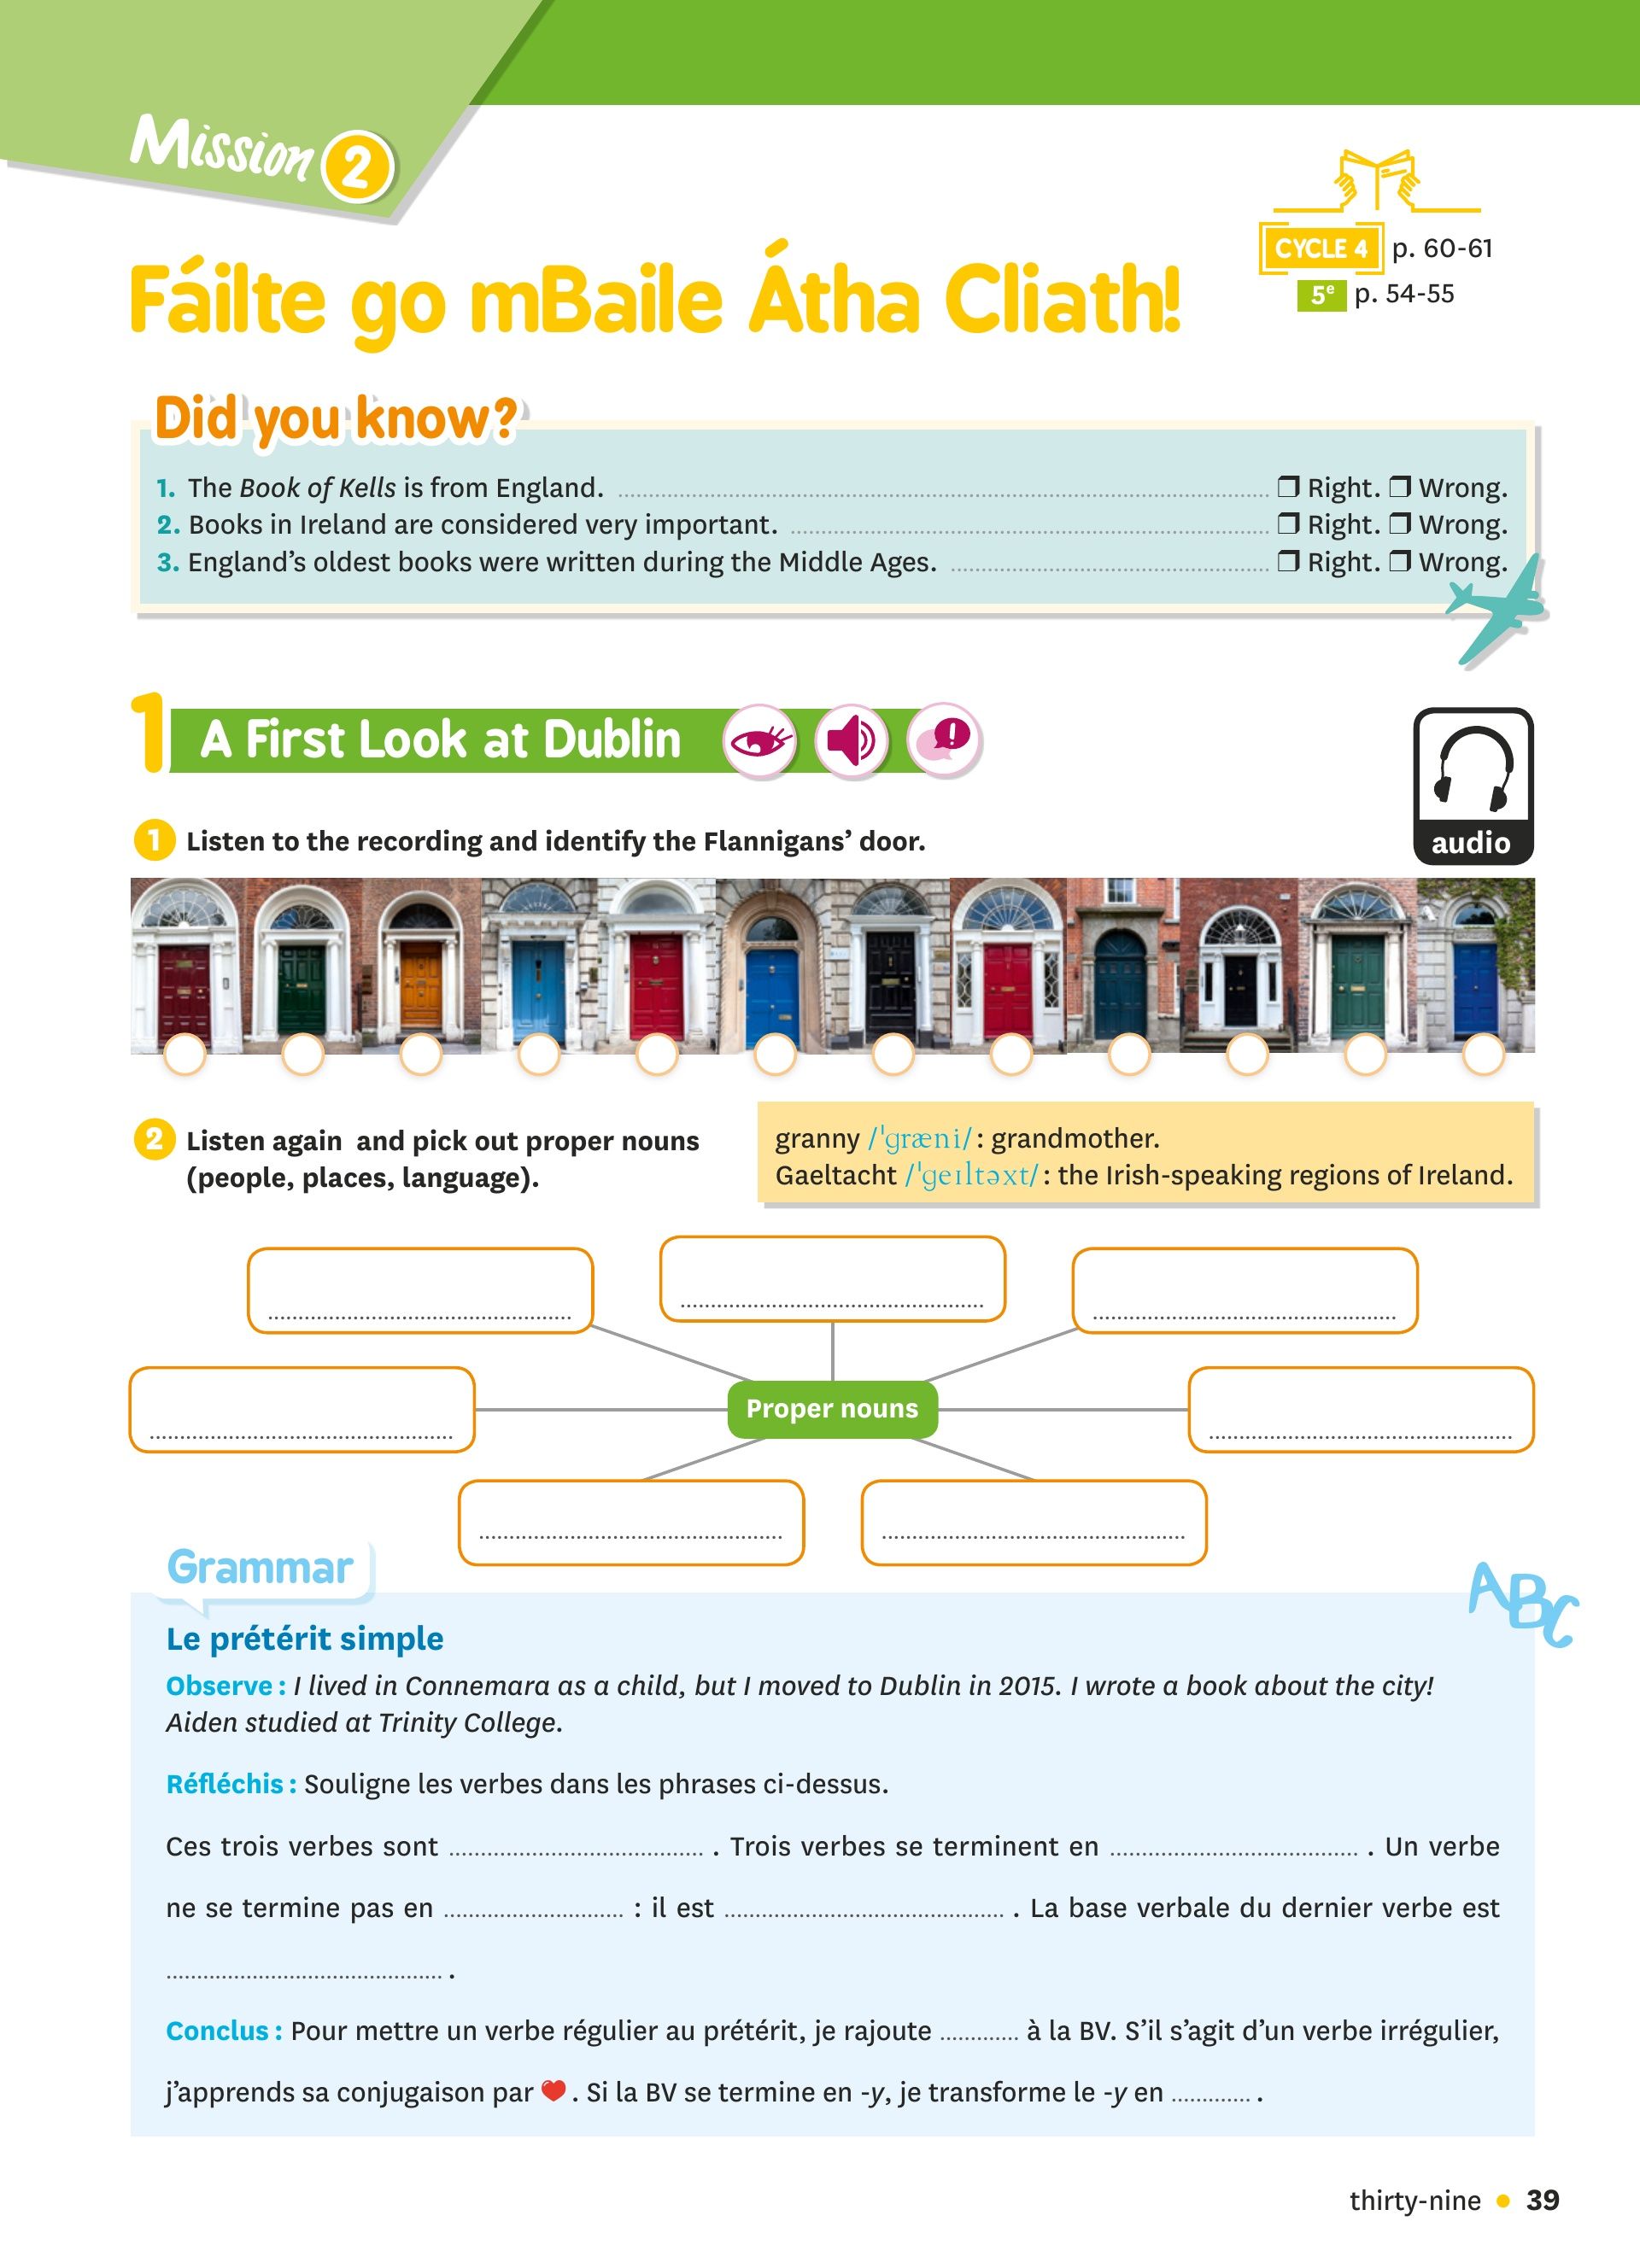 Mission 2
CYCLE 4 p. 60-61
5e p. 54-55
Fáilte go mBaile Átha Cliath!
Did you know?
1. The Book of Kells is from England. ❒ Right. ❒ Wrong.
2. Books in Ireland are considered very important. ❒ Right. ❒ Wrong.
3. England’s oldest books were written during the Middle Ages. ❒ Right. ❒ Wrong.
1 A First Look at Dublin
audio
1 Listen to the recording and identify the Flannigans’ door.
2 Listen again and pick out proper nouns
(people, places, language).
granny /ˈɡræni/ : grandmother.
Gaeltacht /ˈɡeɪltəxt/ : the Irish-speaking regions of Ireland.
Proper nouns
Grammar
ABC
Le prétérit simple
Observe : I lived in Connemara as a child, but I moved to Dublin in 2015. I wrote a book about the city!
Aiden studied at Trinity College.
Réfléchis : Souligne les verbes dans les phrases ci-dessus.
Ces trois verbes sont .......... . Trois verbes se terminent en .......... . Un verbe
ne se termine pas en .......... : il est .......... . La base verbale du dernier verbe est
.......... .
Conclus : Pour mettre un verbe régulier au prétérit, je rajoute .......... à la BV. S’il s’agit d’un verbe irrégulier,
j’apprends sa conjugaison par ♥ . Si la BV se termine en -y, je transforme le -y en .......... .
thirty-nine • 39